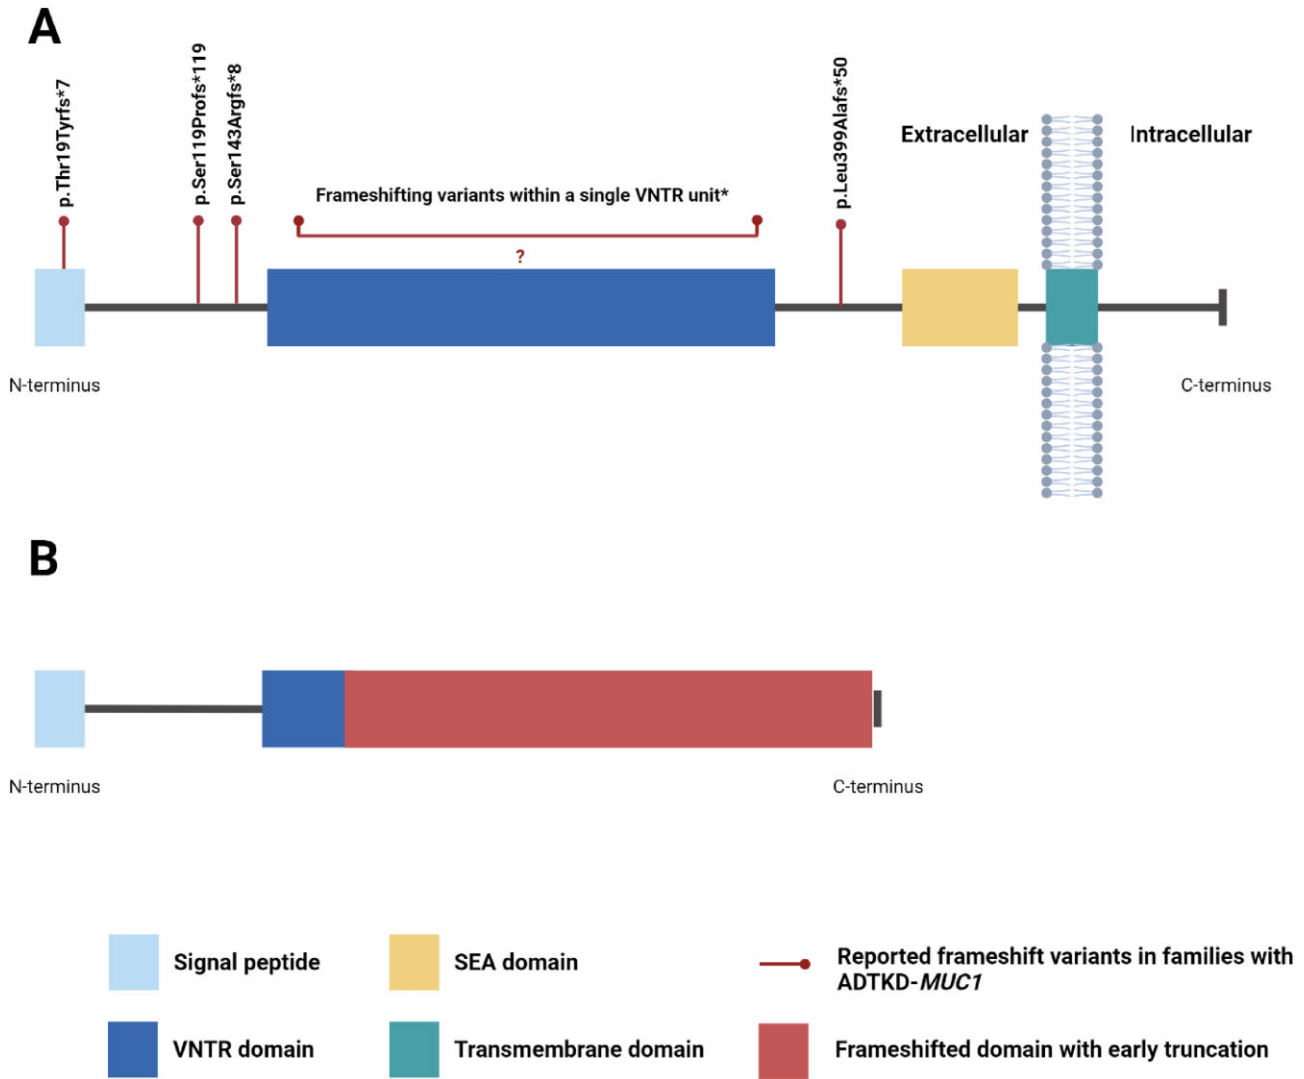 A
p.Thr19Tyrfs*7
p.Ser119Profs*119
p.Ser143Argfs*8
p.Leu399Alafs*50
Extracellular
Intracellular
Frameshifting variants within a single VNTR unit*
?
N-terminus
C-terminus
B
N-terminus
C-terminus
Signal peptide
SEA domain
Reported frameshift variants in families with
ADTKD-MUC1
VNTR domain
Transmembrane domain
Frameshifted domain with early truncation